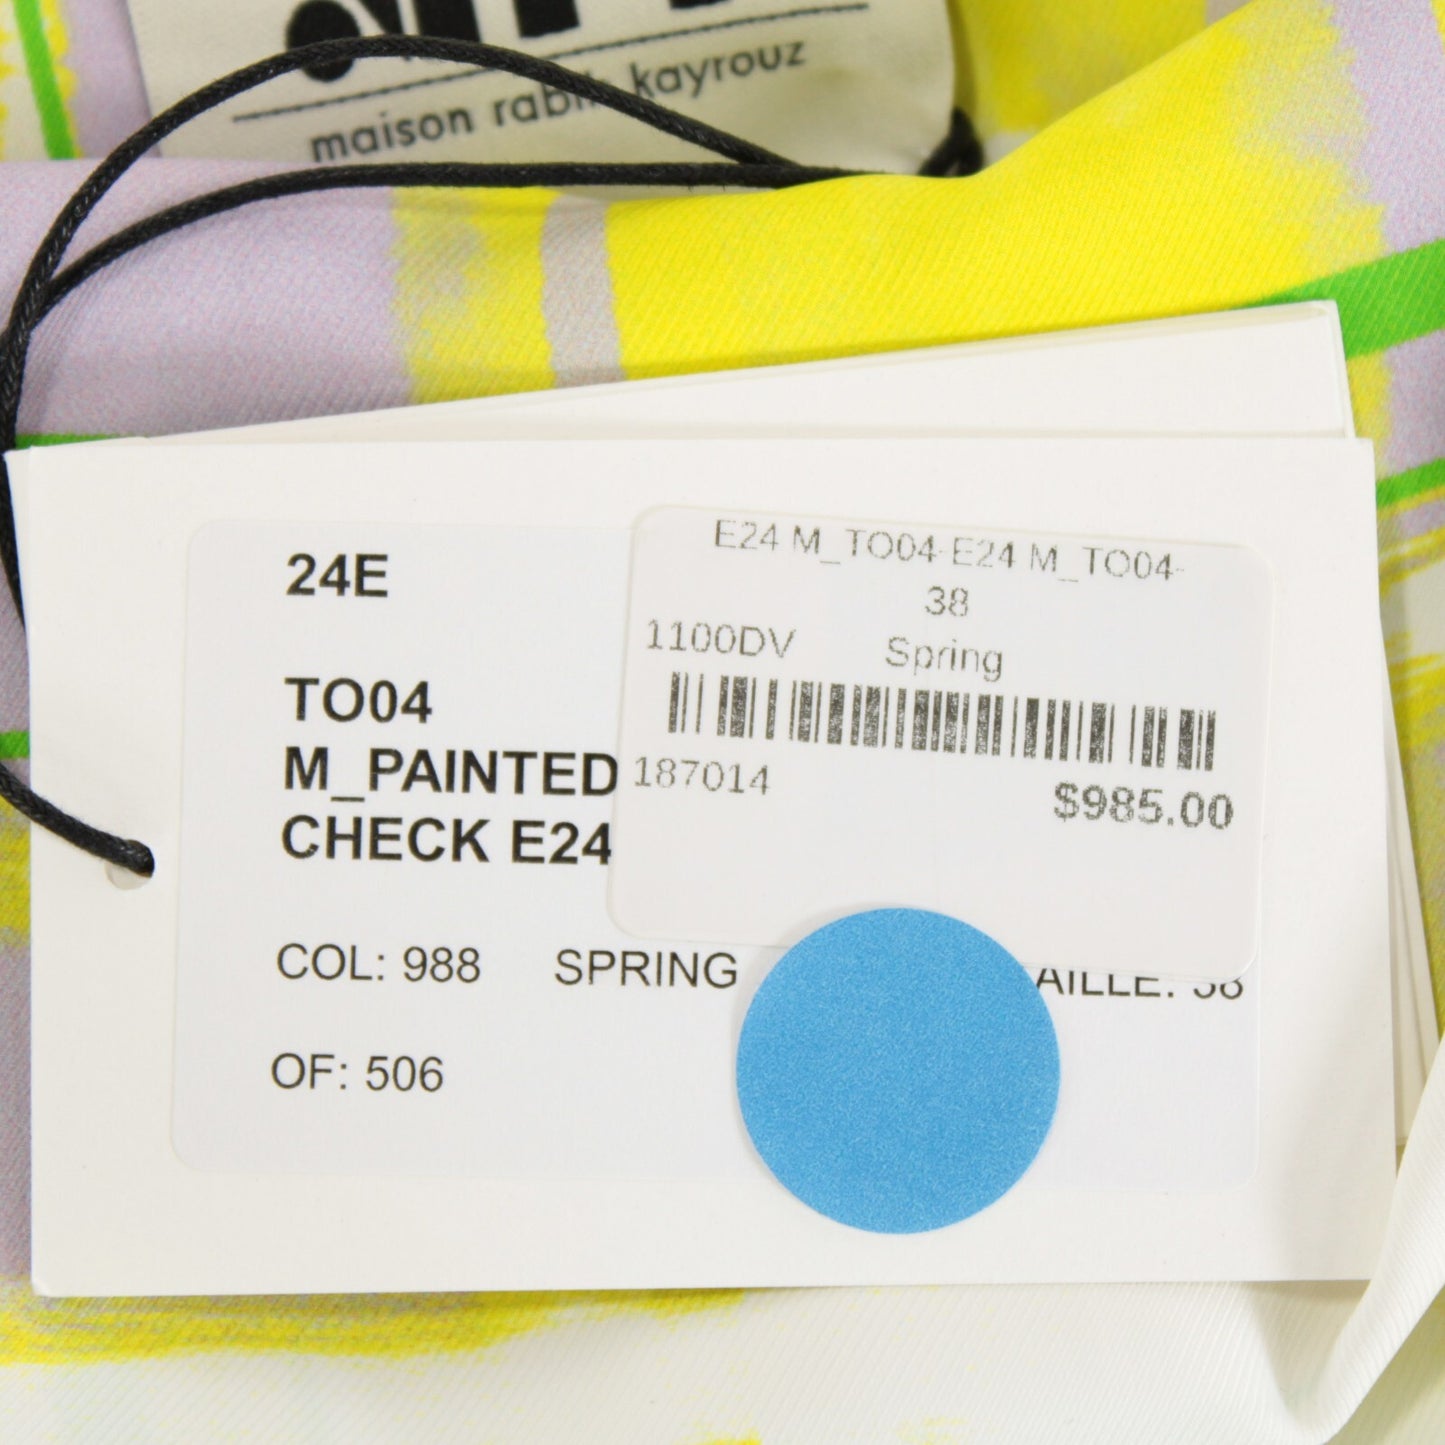 maison rabih kayrouz
24E
TO04
M_PAINTED
CHECK E24
COL: 988 SPRING AILLE: 38
OF: 506
E24 M_TO04-E24 M_TO04-
38
1100DV Spring
187014
$985.00